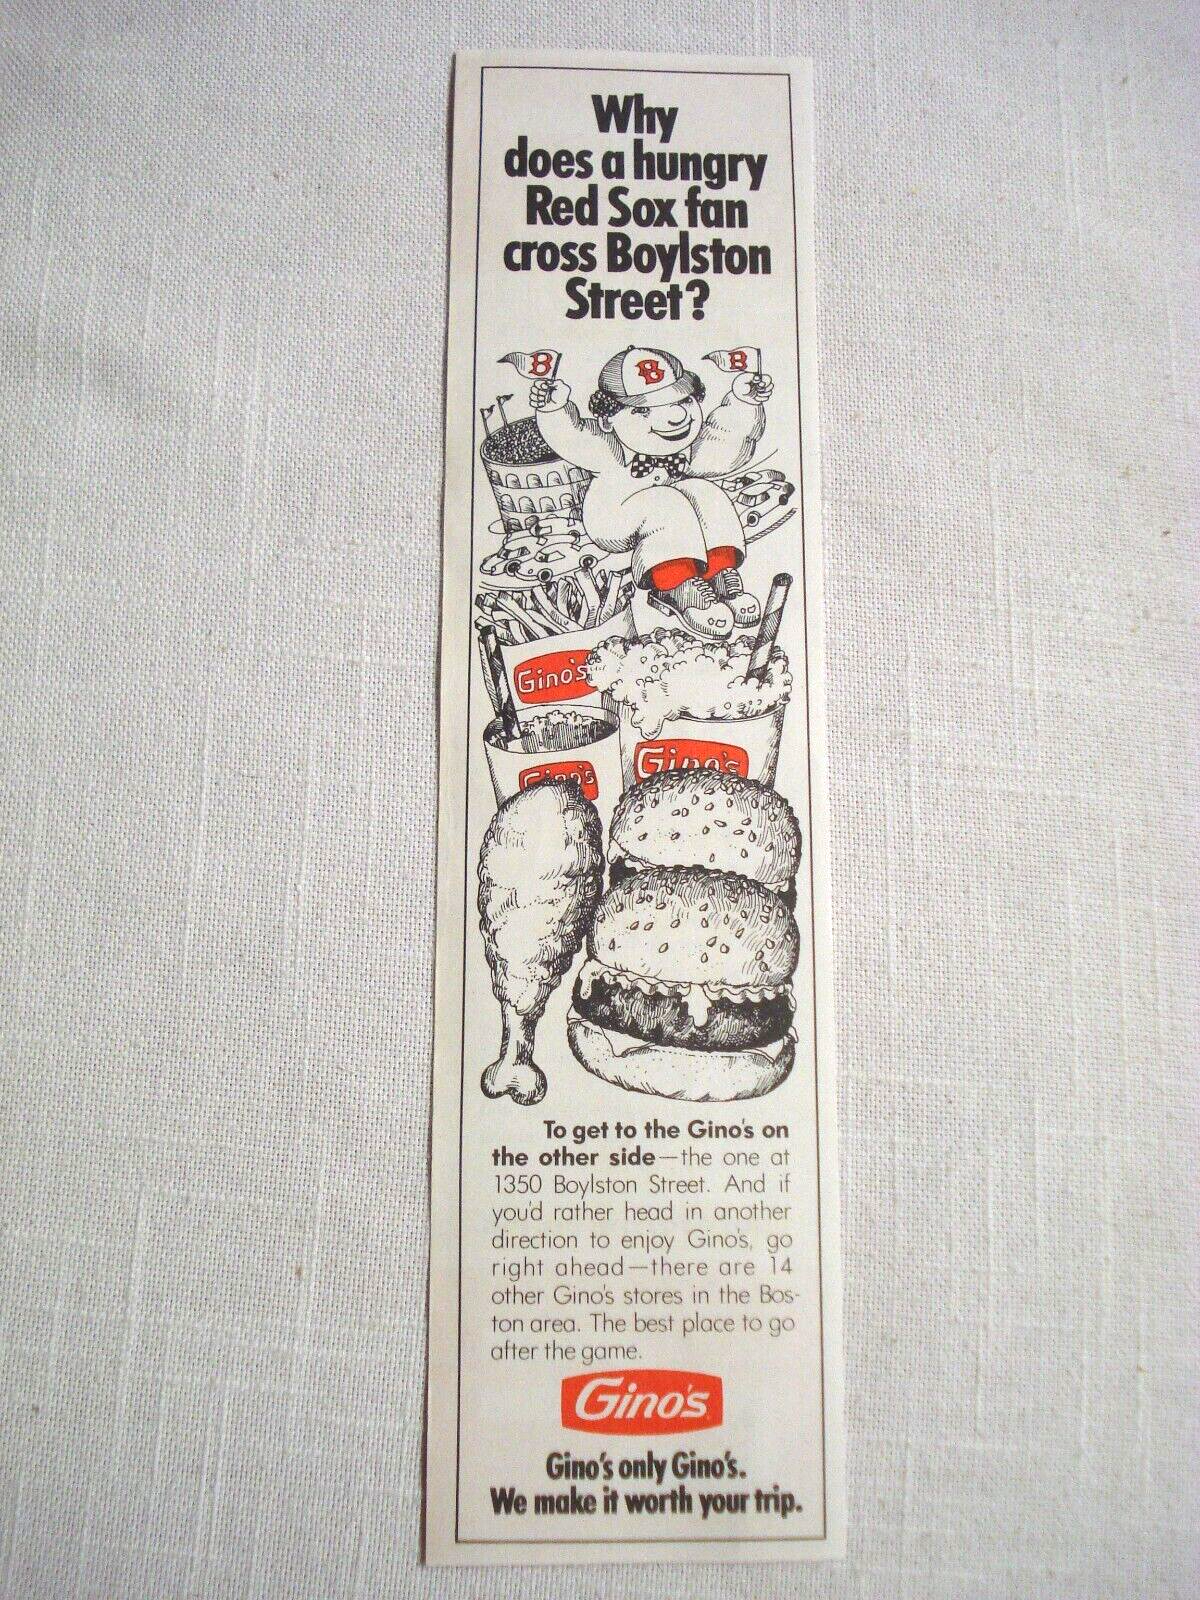 Why
does a hungry
Red Sox fan
cross Boylston
Street?
B B B
Gino's
Gino's
Gino's
To get to the Gino's on
the other side—the one at
1350 Boylston Street. And if
you'd rather head in another
direction to enjoy Gino's, go
right ahead—there are 14
other Gino's stores in the Bos-
ton area. The best place to go
after the game.
Gino's
Gino's only Gino's.
We make it worth your trip.